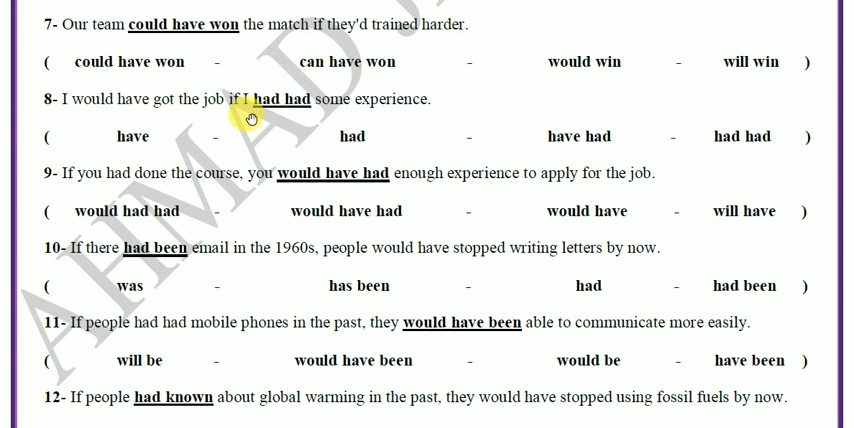 7- Our team could have won the match if they'd trained harder.
( could have won - can have won - would win - will win )
8- I would have got the job if I had had some experience.
( have - had - have had - had had )
9- If you had done the course, you would have had enough experience to apply for the job.
( would had had - would have had - would have - will have )
10- If there had been email in the 1960s, people would have stopped writing letters by now.
( was - has been - had - had been )
11- If people had had mobile phones in the past, they would have been able to communicate more easily.
( will be - would have been - would be - have been )
12- If people had known about global warming in the past, they would have stopped using fossil fuels by now.
AHMAD